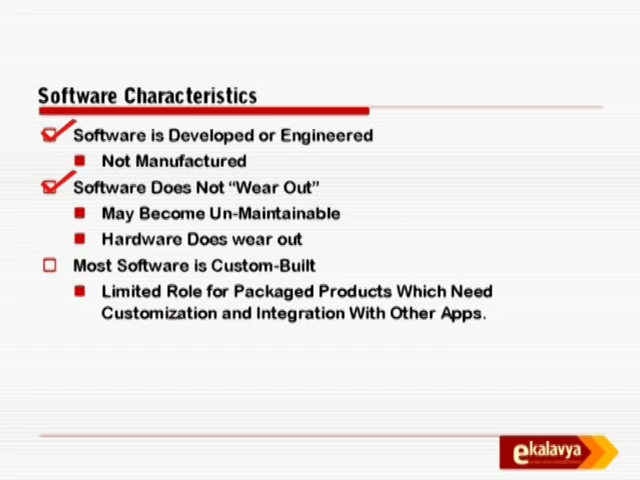 Software Characteristics
Software is Developed or Engineered
Not Manufactured
Software Does Not “Wear Out”
May Become Un-Maintainable
Hardware Does wear out
Most Software is Custom-Built
Limited Role for Packaged Products Which Need
Customization and Integration With Other Apps.
ekalavya